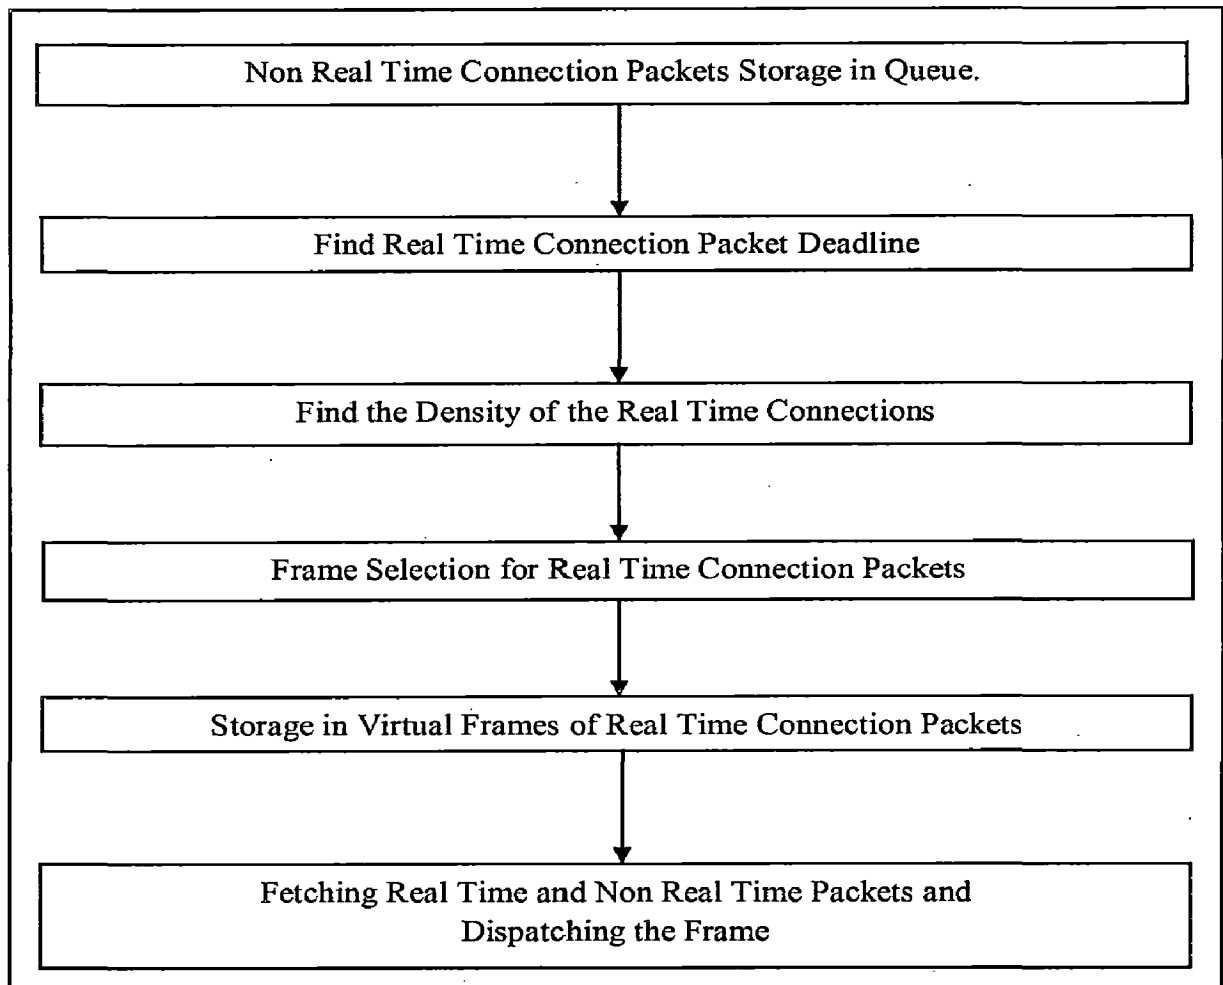 Non Real Time Connection Packets Storage in Queue.
Find Real Time Connection Packet Deadline
Find the Density of the Real Time Connections
Frame Selection for Real Time Connection Packets
Storage in Virtual Frames of Real Time Connection Packets
Fetching Real Time and Non Real Time Packets and
Dispatching the Frame